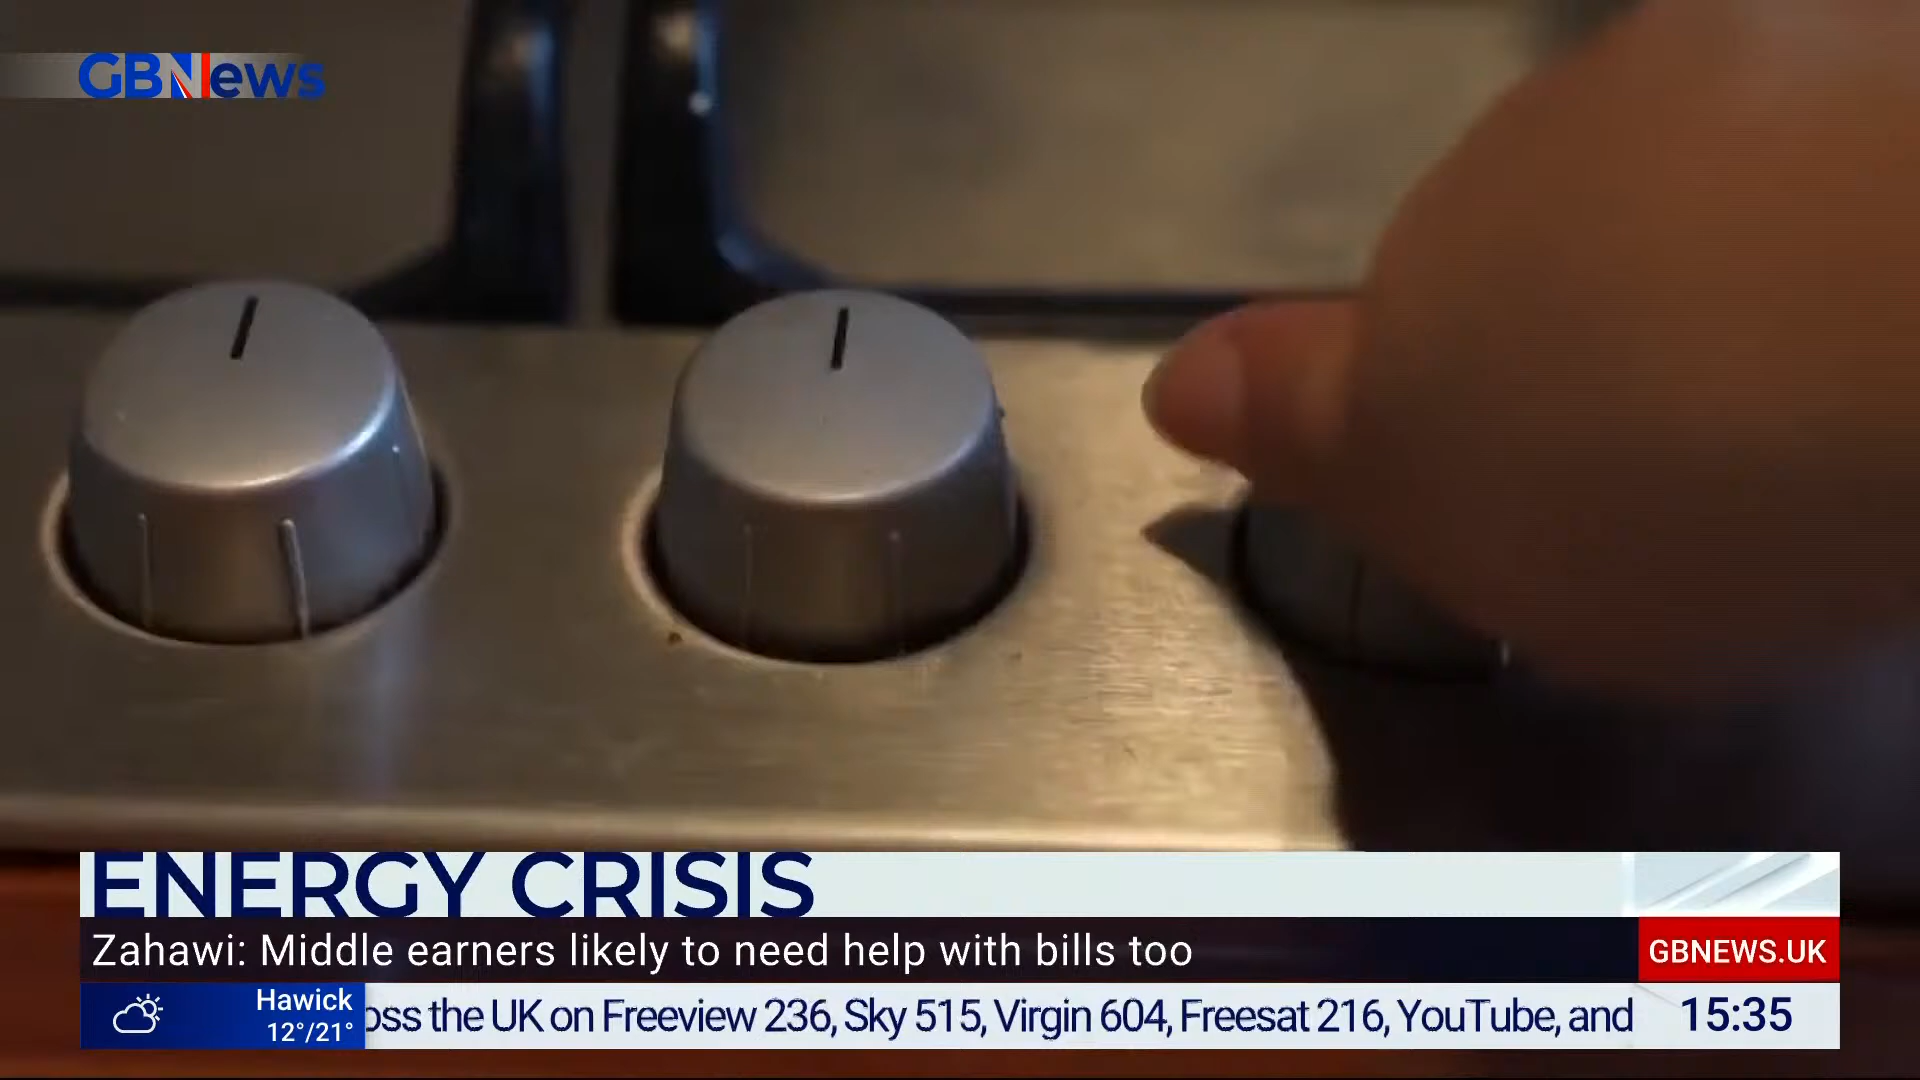 GBNews
ENERGY CRISIS
Zahawi: Middle earners likely to need help with bills too
GBNEWS.UK
Hawick
12°/21°
the UK on Freeview 236, Sky 515, Virgin 604, Freesat 216, YouTube, and
15:35